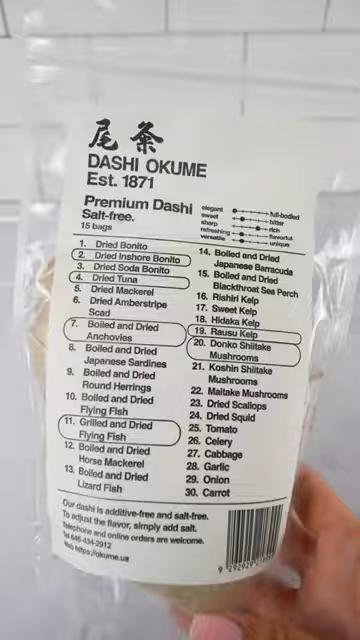 尾粂
DASHI OKUME
Est. 1871
Premium Dashi
Salt-free.
15 bags
elegant full-bodied
sweet bitter
sharp rich
refreshing flavorful
versatile unique
1. Dried Bonito
2. Dried Inshore Bonito
3. Dried Soda Bonito
4. Dried Tuna
5. Dried Mackerel
6. Dried Amberstripe
Scad
7. Boiled and Dried
Anchovies
8. Boiled and Dried
Japanese Sardines
9. Boiled and Dried
Round Herrings
10. Boiled and Dried
Flying Fish
11. Grilled and Dried
Flying Fish
12. Boiled and Dried
Horse Mackerel
13. Boiled and Dried
Lizard Fish
14. Boiled and Dried
Japanese Barracuda
15. Boiled and Dried
Blackthroat Sea Perch
16. Rishiri Kelp
17. Sweet Kelp
18. Hidaka Kelp
19. Rausu Kelp
20. Donko Shiitake
Mushrooms
21. Koshin Shiitake
Mushrooms
22. Maitake Mushrooms
23. Dried Scallops
24. Dried Squid
25. Tomato
26. Celery
27. Cabbage
28. Garlic
29. Onion
30. Carrot
Our dashi is additive-free and salt-free.
To adjust the flavor, simply add salt.
Telephone and online orders are welcome.
Tel 646-434-2912
Web https://okume.us